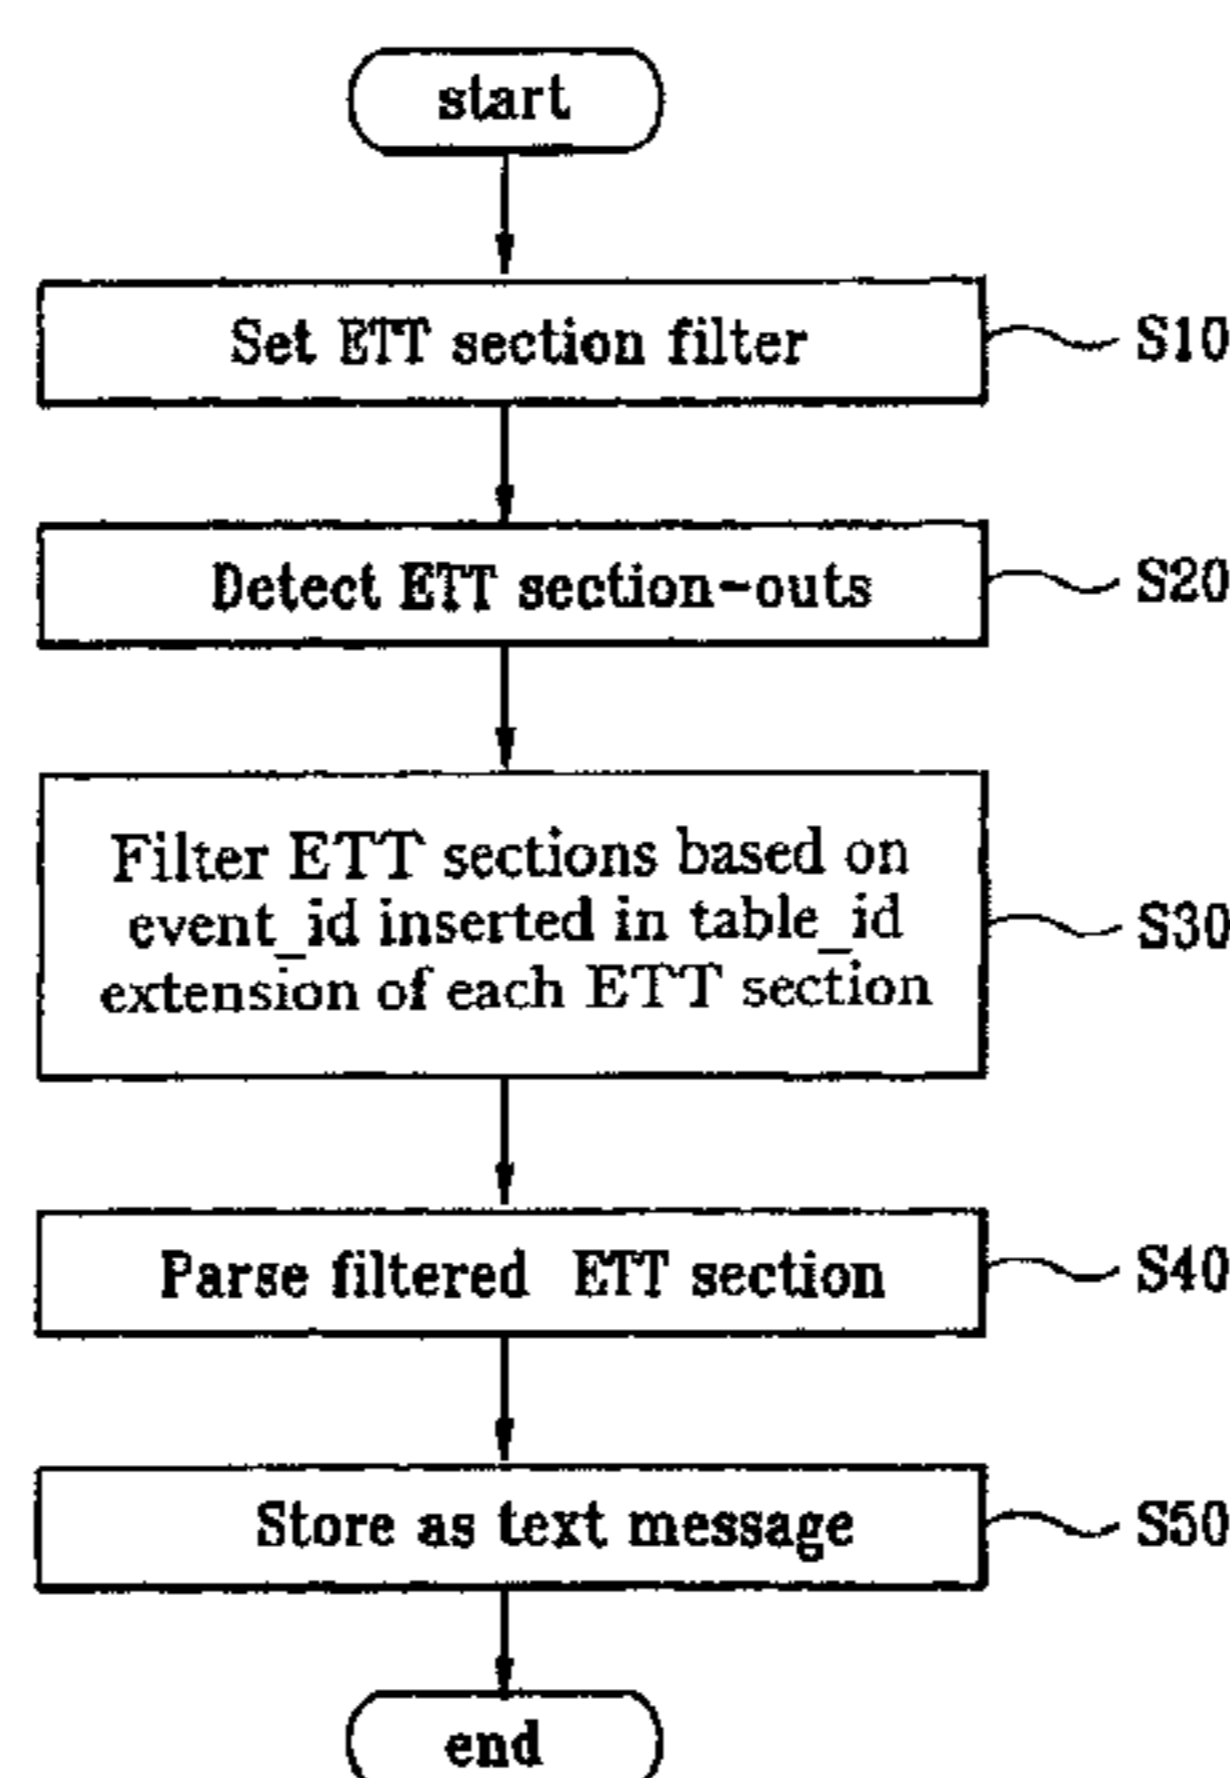 start
Set ETT section filter
S10
Detect ETT section-outs
S20
Filter ETT sections based on
event_id inserted in table_id
extension of each ETT section
S30
Parse filtered ETT section
S40
Store as text message
S50
end